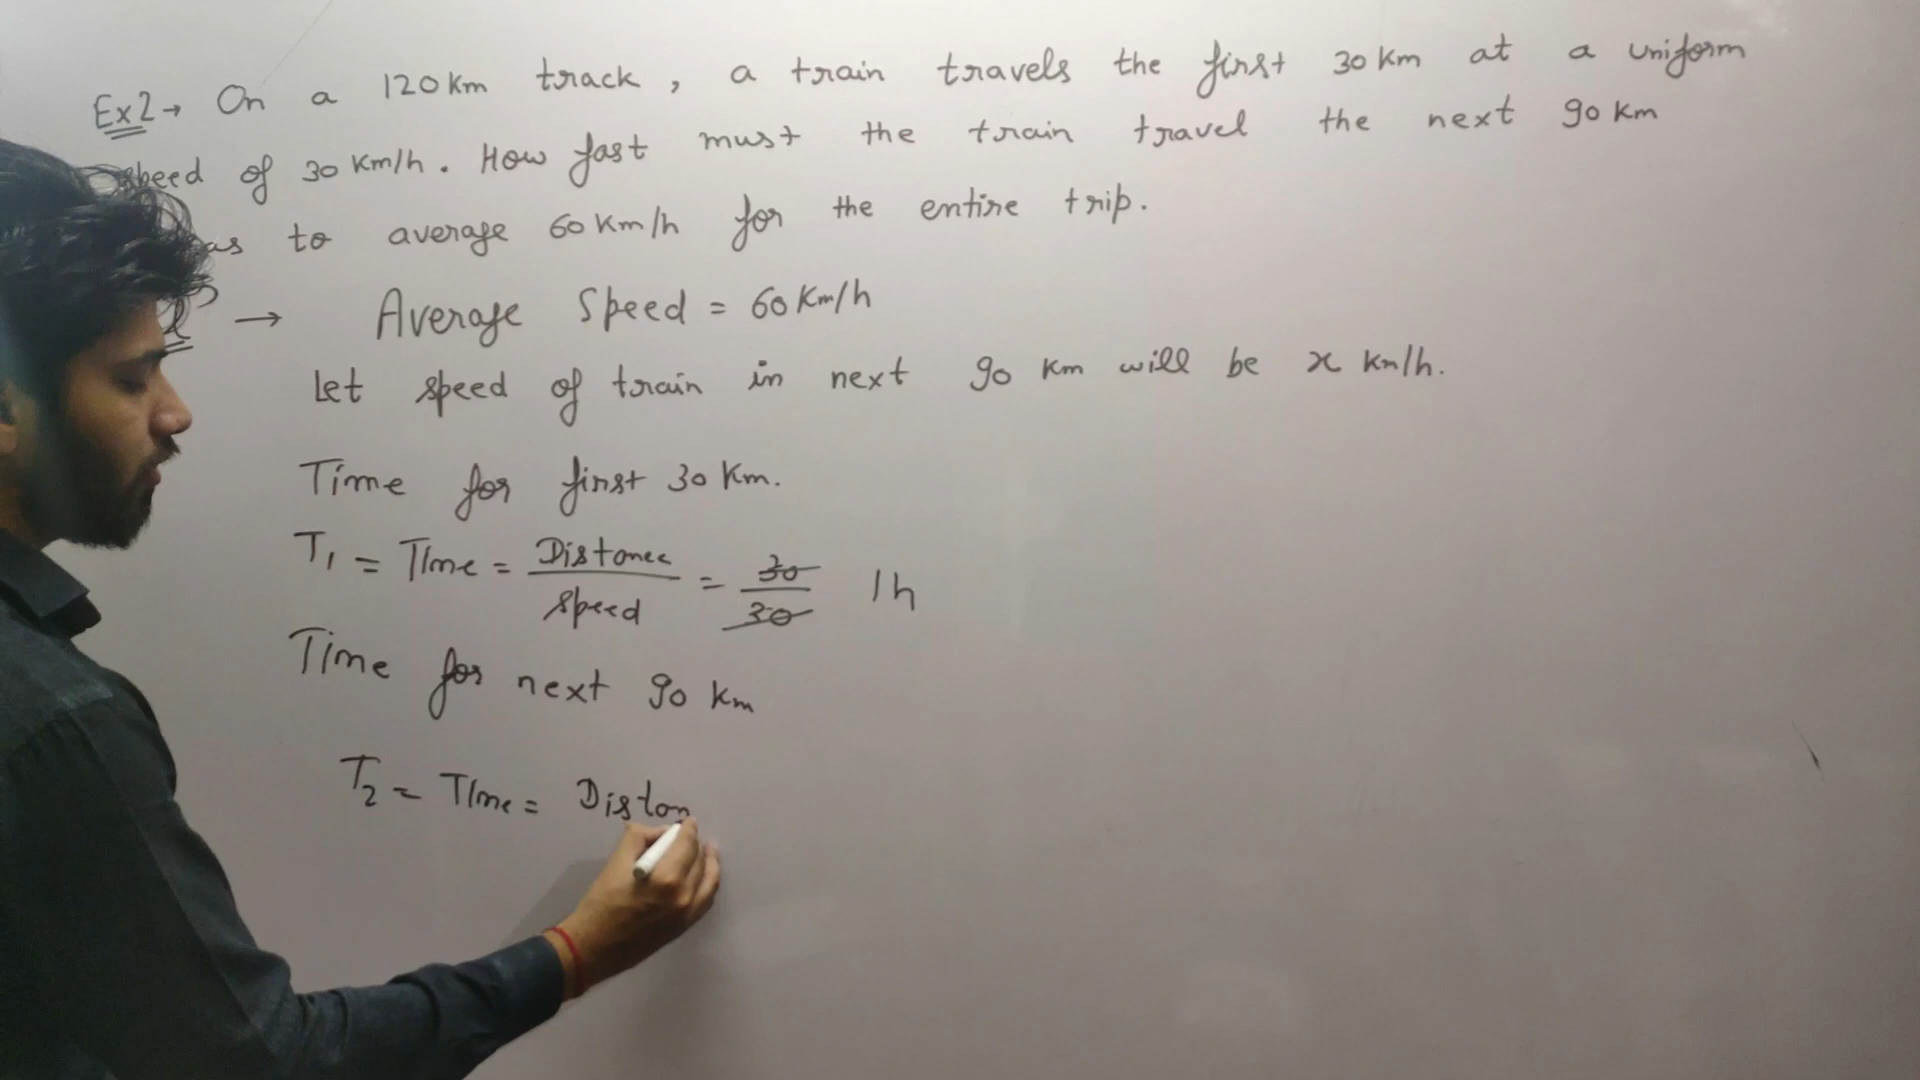 Ex2→ On a 120 Km track, a train travels the first 30 Km at a uniform
speed of 30 Km/h. How fast must the train travel the next 90 Km
as to average 60 Km/h for the entire trip.
→ Average Speed = 60 Km/h
Let speed of train in next 90 Km will be x km/h.
Time for first 30 Km.
T₁ = Time = Distance / speed = 30 / 30 1h
Time for next 90 Km
T₂ = Time = Distan